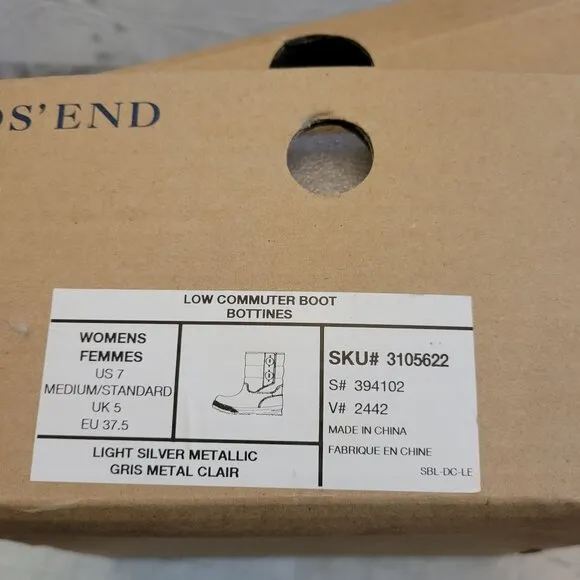 DS' END
LOW COMMUTER BOOT
BOTTINES
WOMENS
FEMMES
US 7
MEDIUM/STANDARD
UK 5
EU 37.5
LIGHT SILVER METALLIC
GRIS METAL CLAIR
SKU# 3105622
S# 394102
V# 2442
MADE IN CHINA
FABRIQUE EN CHINE
SBL-DC-LE